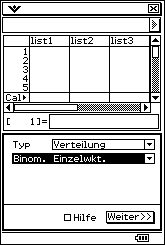 list1 list2 list3
1
2
3
4
5
Cal▶
[ 1]=
Typ Verteilung
Binom. Einzelwkt.
Hilfe Weiter>>